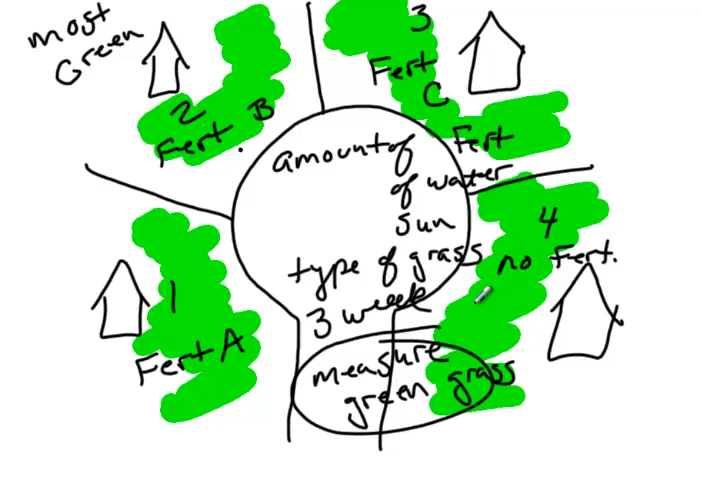 most
Green
2
Fert B
3
Fert
C
Fert
amount of
of water
sun
type of grass
3 week
4
no Fert.
1
Fert A
measure
green grass